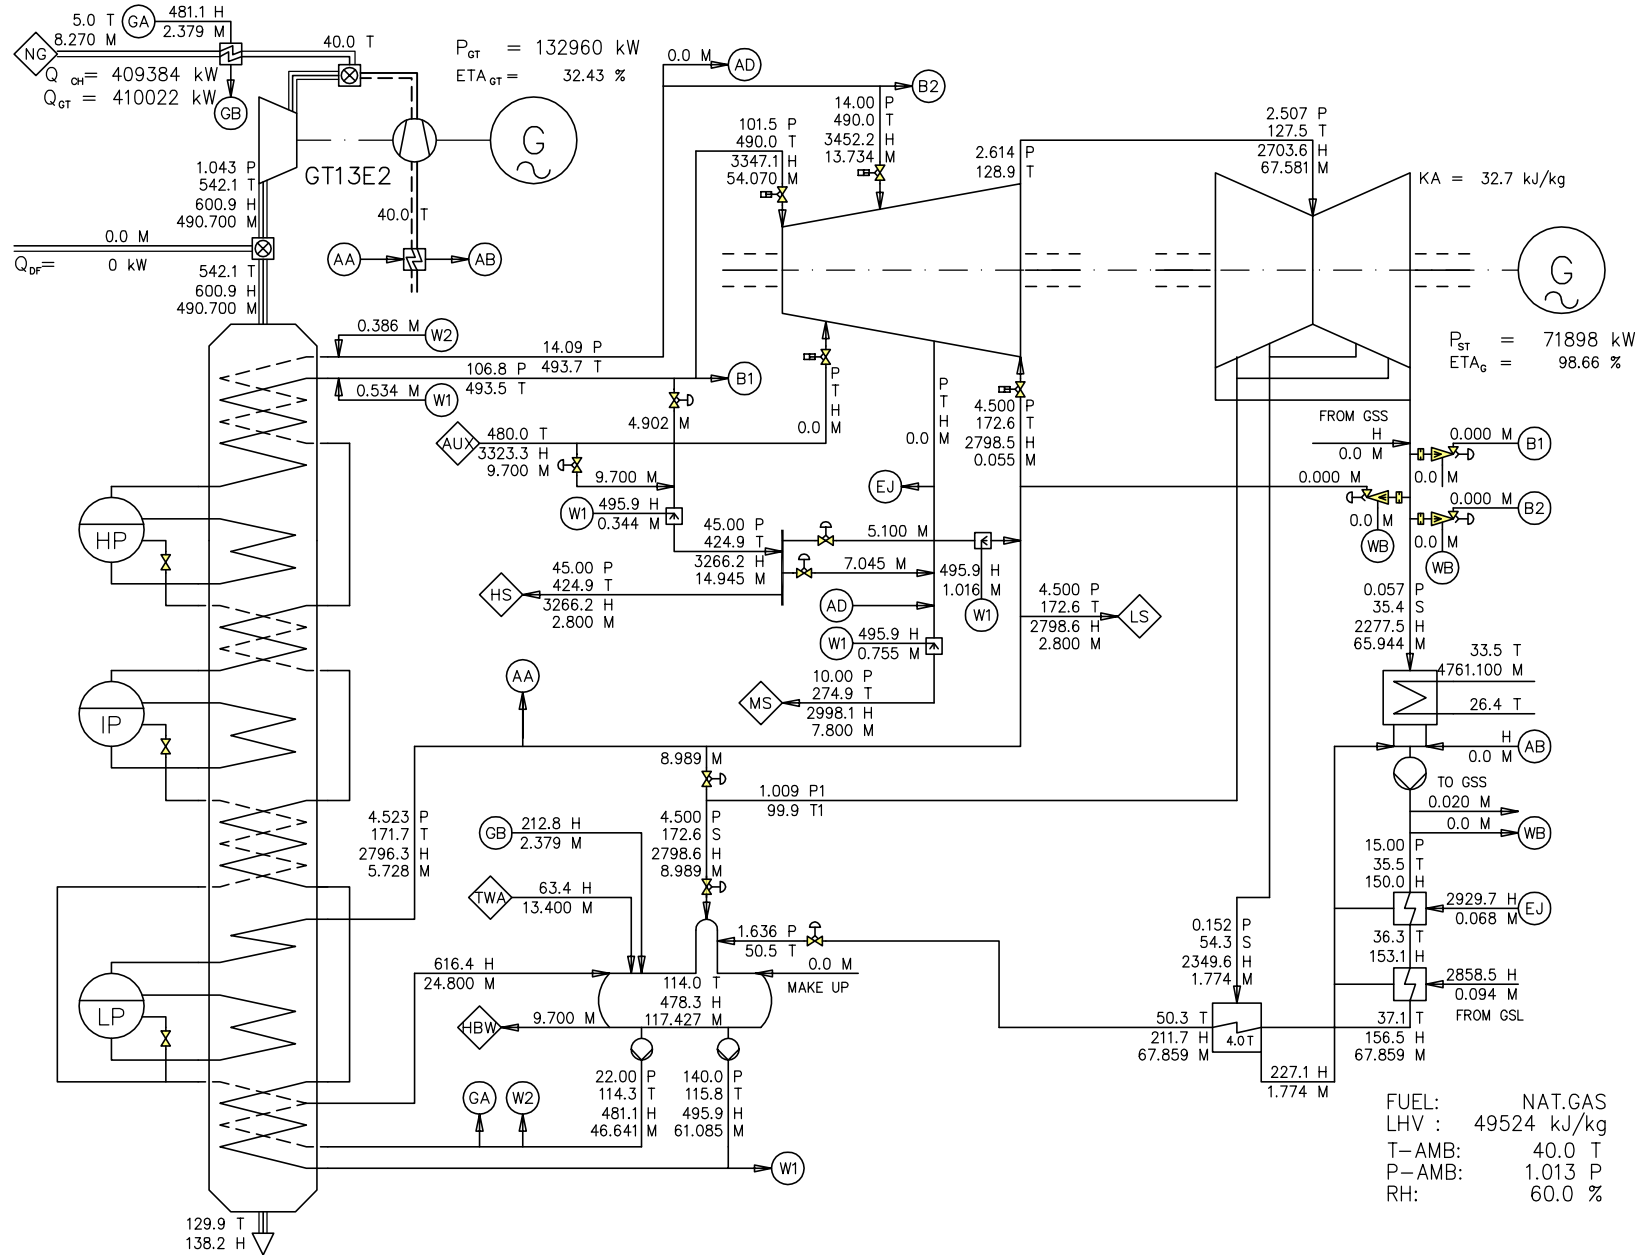 5.0 T
GA
481.1 H
2.379 M
NG
8.270 M
40.0 T
Q CH= 409384 kW
QGT = 410022 kW
GB
PGT = 132960 kW
ETAGT = 32.43 %
G
GT13E2
1.043 P
542.1 T
600.9 H
490.700 M
40.0 T
AA
AB
0.0 M
QDF= 0 kW
542.1 T
600.9 H
490.700 M
0.0 M
AD
B2
101.5 P
490.0 T
3347.1 H
54.070 M
14.00 P
490.0 T
3452.2 H
13.734 M
2.614 P
128.9 T
2.507 P
127.5 T
2703.6 H
67.581 M
KA = 32.7 kJ/kg
G
PST = 71898 kW
ETAG = 98.66 %
0.386 M
W2
14.09 P
493.7 T
106.8 P
493.5 T
B1
0.534 M
W1
4.902 M
AUX
480.0 T
3323.3 H
9.700 M
9.700 M
P
T
H
0.0 M
P
T
H
0.0 M
4.500 P
172.6 T
2798.5 H
0.055 M
FROM GSS
H
0.0 M
0.000 M
B1
0.0 M
0.000 M
0.000 M
B2
0.0 M
WB
0.0 M
WB
EJ
W1
495.9 H
0.344 M
45.00 P
424.9 T
3266.2 H
14.945 M
5.100 M
7.045 M
495.9 H
1.016 M
W1
HS
45.00 P
424.9 T
3266.2 H
2.800 M
AD
W1
495.9 H
0.755 M
4.500 P
172.6 T
2798.6 H
2.800 M
LS
0.057 P
35.4 S
2277.5 H
65.944 M
33.5 T
4761.100 M
26.4 T
HP
IP
LP
AA
MS
10.00 P
274.9 T
2998.1 H
7.800 M
8.989 M
1.009 P1
99.9 T1
H
0.0 M
AB
TO GSS
0.020 M
0.0 M
WB
4.523 P
171.7 T
2796.3 H
5.728 M
GB
212.8 H
2.379 M
4.500 P
172.6 S
2798.6 H
8.989 M
15.00 P
35.5 T
150.0 H
TWA
63.4 H
13.400 M
2929.7 H
0.068 M
EJ
1.636 P
50.5 T
0.152 P
54.3 S
2349.6 H
1.774 M
36.3 T
153.1 H
616.4 H
24.800 M
0.0 M
MAKE UP
114.0 T
478.3 H
117.427 M
2858.5 H
0.094 M
FROM GSL
HBW
9.700 M
50.3 T
211.7 H
67.859 M
4.0T
37.1 T
156.5 H
67.859 M
227.1 H
1.774 M
GA
W2
22.00 P
114.3 T
481.1 H
46.641 M
140.0 P
115.8 T
495.9 H
61.085 M
W1
129.9 T
138.2 H
FUEL: NAT.GAS
LHV : 49524 kJ/kg
T-AMB: 40.0 T
P-AMB: 1.013 P
RH: 60.0 %